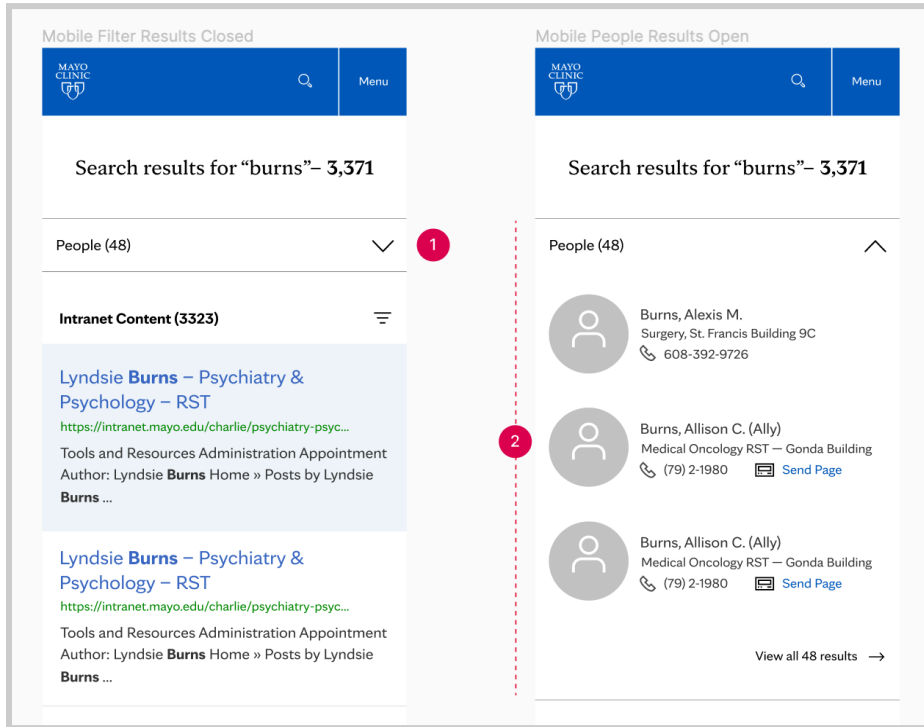 Mobile Filter Results Closed
MAYO
CLINIC
Menu
Search results for “burns”– 3,371
People (48)
1
Intranet Content (3323)
Lyndsie Burns – Psychiatry &
Psychology – RST
https://intranet.mayo.edu/charlie/psychiatry-psyc...
Tools and Resources Administration Appointment
Author: Lyndsie Burns Home » Posts by Lyndsie
Burns ...
Lyndsie Burns – Psychiatry &
Psychology – RST
https://intranet.mayo.edu/charlie/psychiatry-psyc...
Tools and Resources Administration Appointment
Author: Lyndsie Burns Home » Posts by Lyndsie
Burns ...
Mobile People Results Open
MAYO
CLINIC
Menu
Search results for “burns”– 3,371
People (48)
Burns, Alexis M.
Surgery, St. Francis Building 9C
608-392-9726
2
Burns, Allison C. (Ally)
Medical Oncology RST — Gonda Building
(79) 2-1980 Send Page
Burns, Allison C. (Ally)
Medical Oncology RST — Gonda Building
(79) 2-1980 Send Page
View all 48 results →